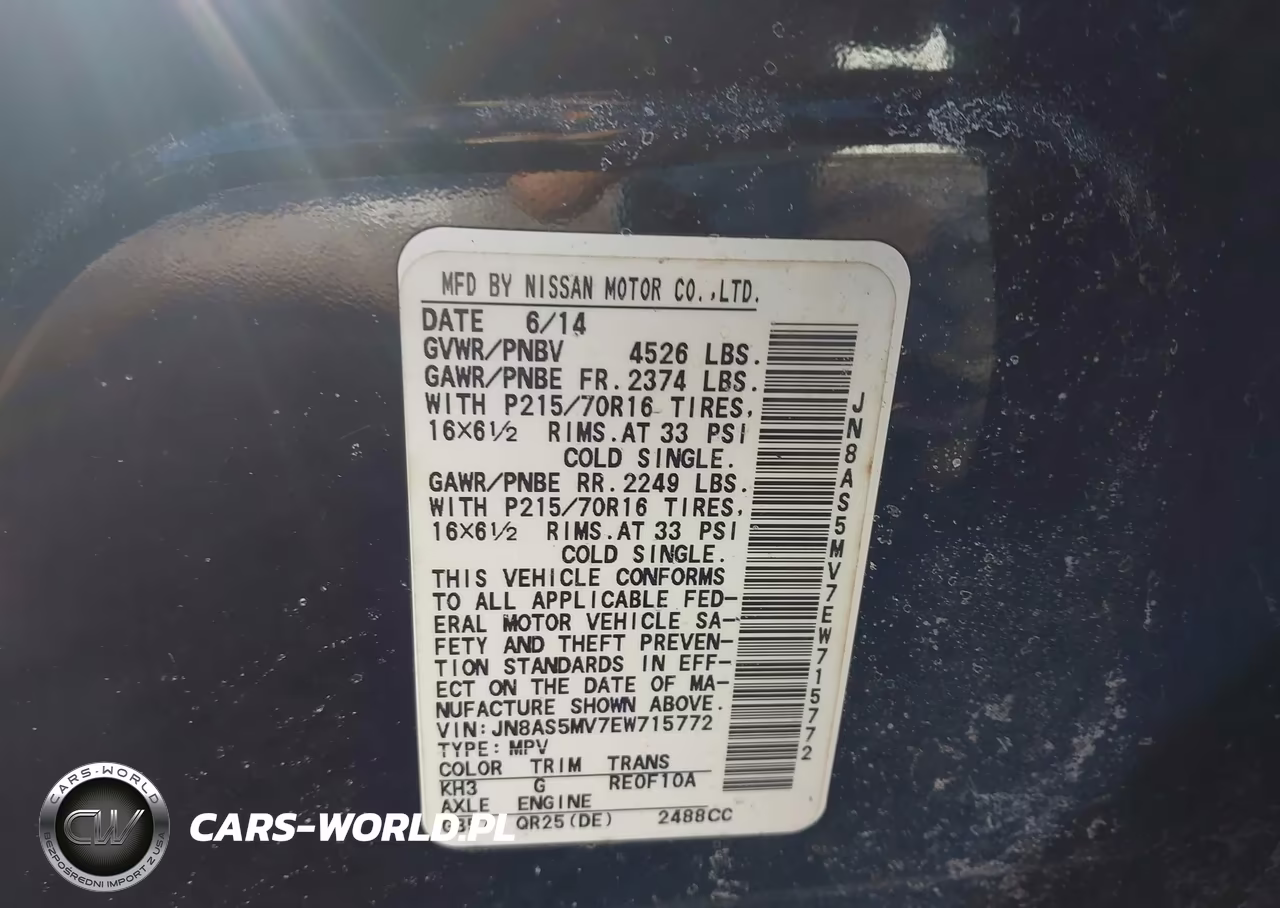 MFD BY NISSAN MOTOR CO.,LTD.
DATE 6/14
GVWR/PNBV 4526 LBS.
GAWR/PNBE FR. 2374 LBS.
WITH P215/70R16 TIRES,
16×6½ RIMS. AT 33 PSI
COLD SINGLE.
GAWR/PNBE RR. 2249 LBS.
WITH P215/70R16 TIRES,
16×6½ RIMS. AT 33 PSI
COLD SINGLE.
THIS VEHICLE CONFORMS
TO ALL APPLICABLE FED-
ERAL MOTOR VEHICLE SA-
FETY AND THEFT PREVEN-
TION STANDARDS IN EFF-
ECT ON THE DATE OF MA-
NUFACTURE SHOWN ABOVE.
VIN: JN8AS5MV7EW715772
TYPE: MPV
COLOR TRIM TRANS
KH3 G RE0F10A
AXLE ENGINE
QR25(DE) 2488CC
JN8AS5MV7EW715772
CARS-WORLD
CW
BEZPOŚREDNI IMPORT Z USA
CARS-WORLD.PL